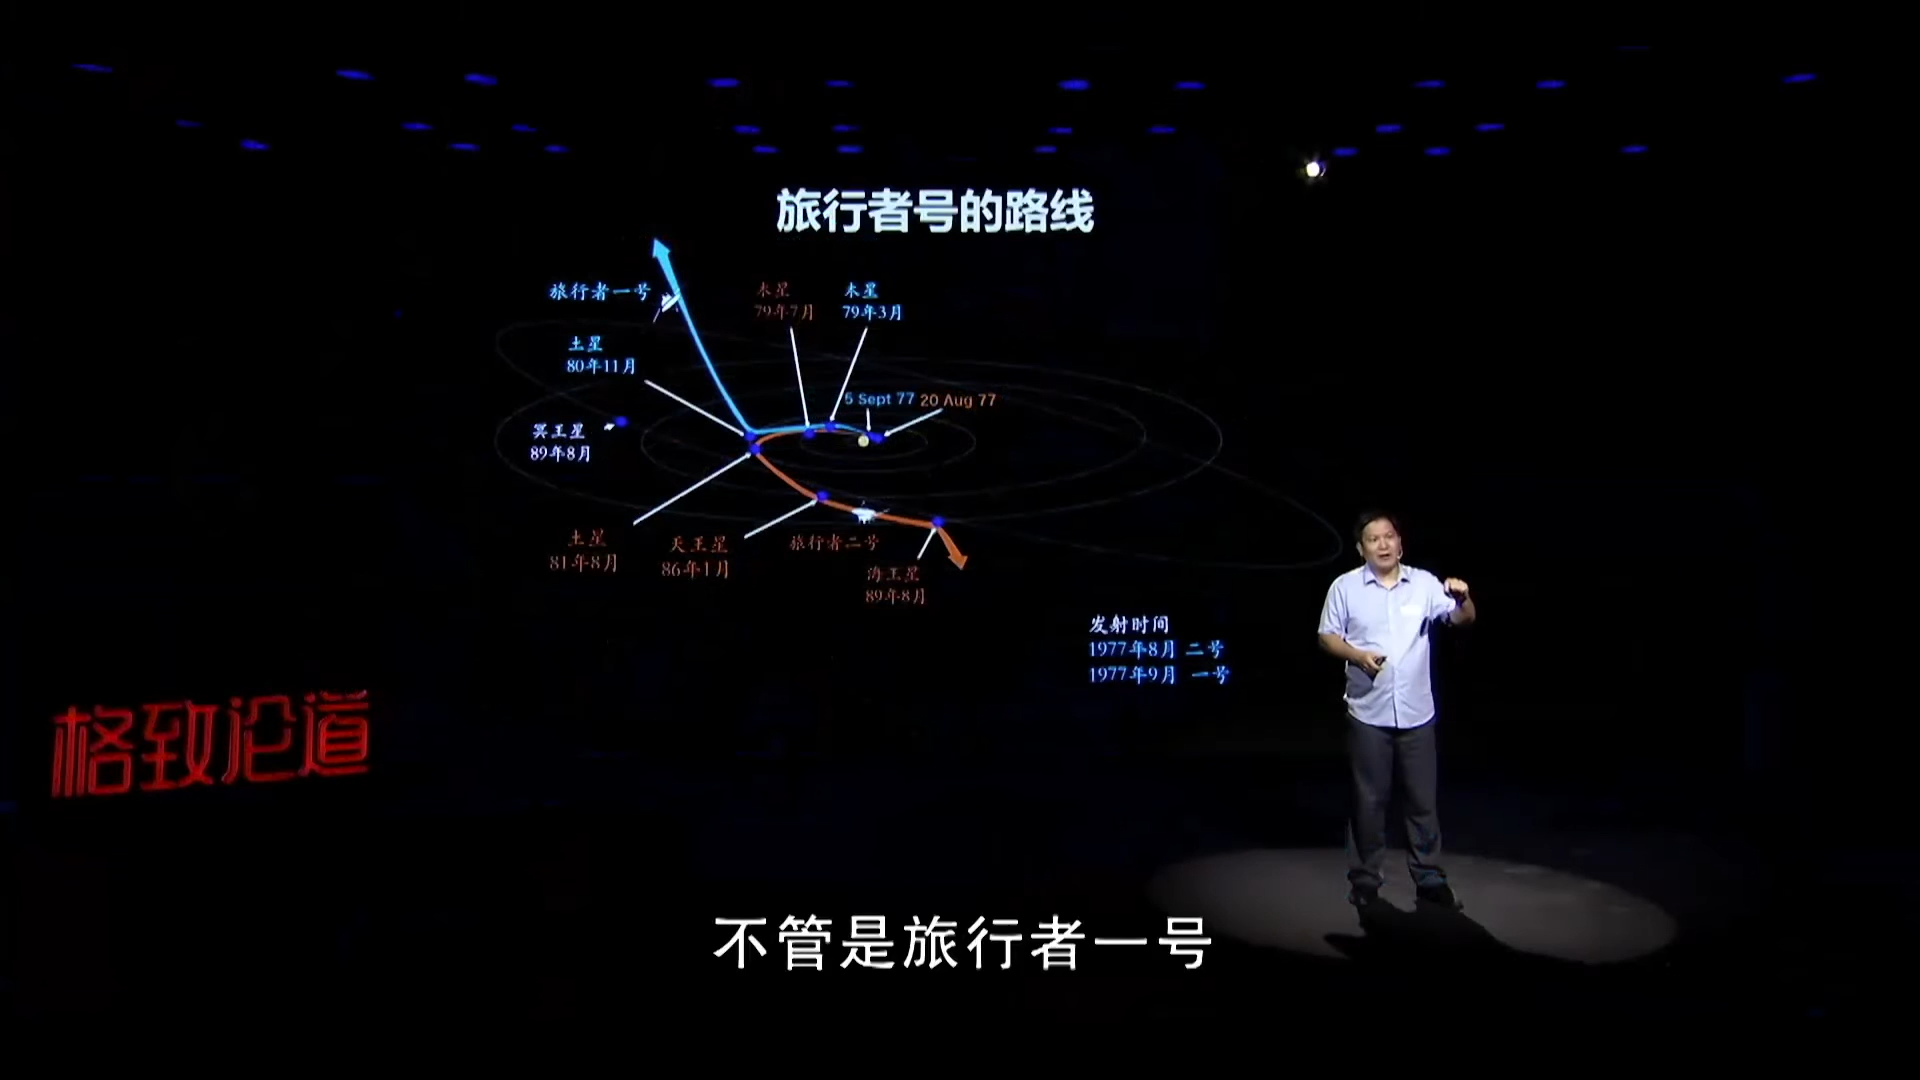 旅行者号的路线
旅行者一号
木星
79年7月
木星
79年3月
土星
80年11月
5 Sept 77
20 Aug 77
冥王星
89年8月
土星
81年8月
天王星
86年1月
旅行者二号
海王星
89年8月
发射时间
1977年8月 二号
1977年9月 一号
格致论道
不管是旅行者一号